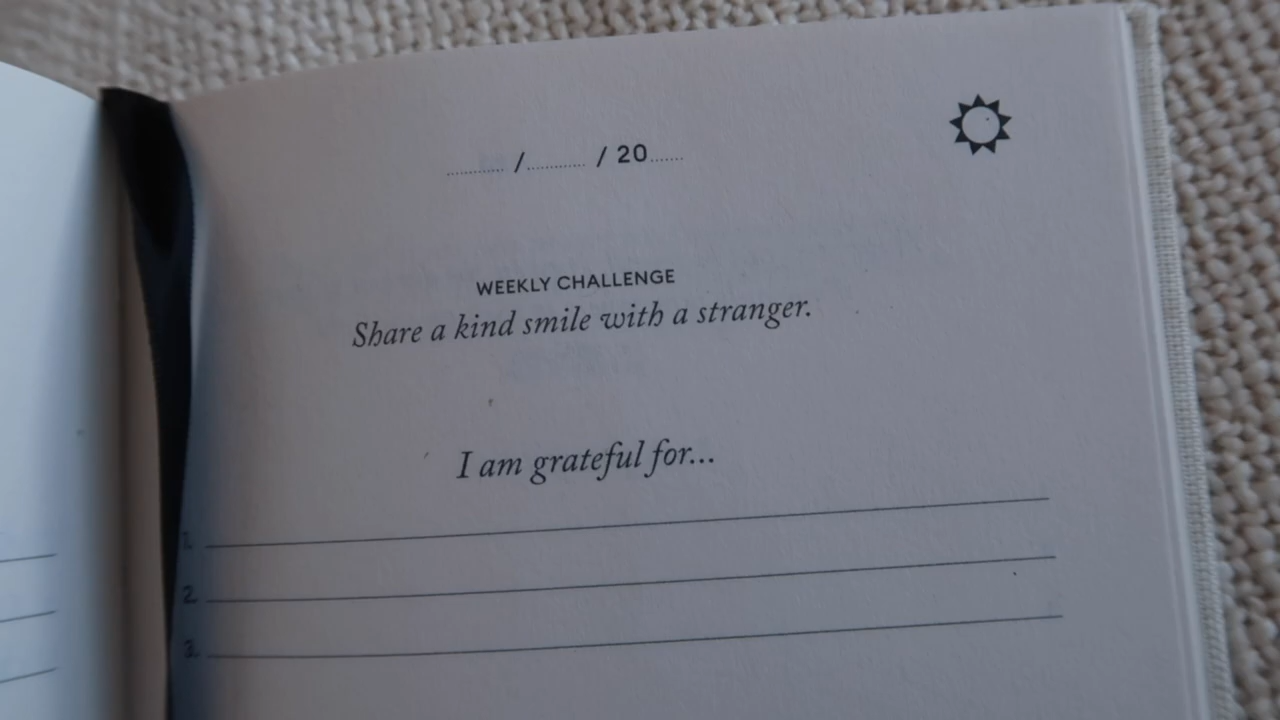 / / 20
WEEKLY CHALLENGE
Share a kind smile with a stranger.
I am grateful for...
1.
2.
3.